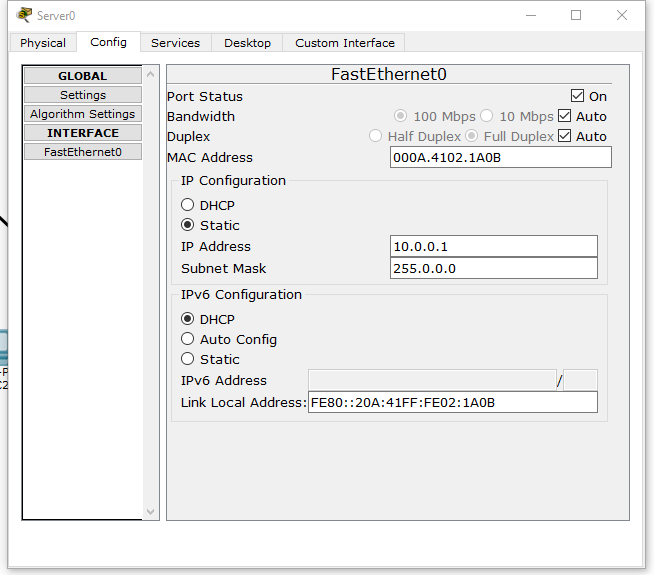 Server0
Physical Config Services Desktop Custom Interface
GLOBAL
Settings
Algorithm Settings
INTERFACE
FastEthernet0
FastEthernet0
Port Status On
Bandwidth 100 Mbps 10 Mbps Auto
Duplex Half Duplex Full Duplex Auto
MAC Address 000A.4102.1A0B
IP Configuration
DHCP
Static
IP Address 10.0.0.1
Subnet Mask 255.0.0.0
IPv6 Configuration
DHCP
Auto Config
Static
IPv6 Address /
Link Local Address: FE80::20A:41FF:FE02:1A0B